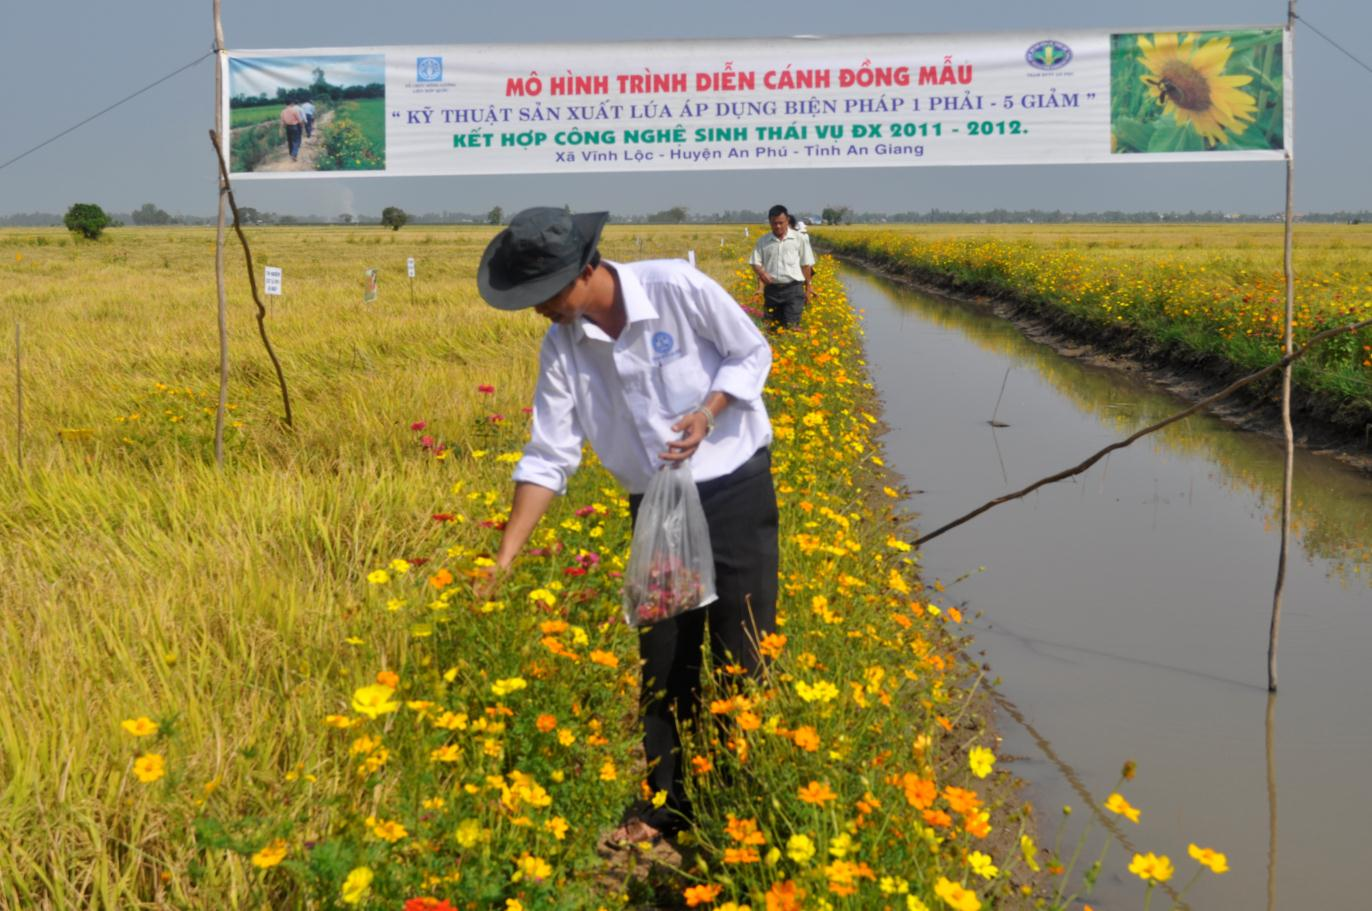 MÔ HÌNH TRÌNH DIỄN CÁNH ĐỒNG MẪU
“ KỸ THUẬT SẢN XUẤT LÚA ÁP DỤNG BIỆN PHÁP 1 PHẢI - 5 GIẢM ”
KẾT HỢP CÔNG NGHỆ SINH THÁI VỤ ĐX 2011 - 2012.
Xã Vĩnh Lộc - Huyện An Phú - Tỉnh An Giang